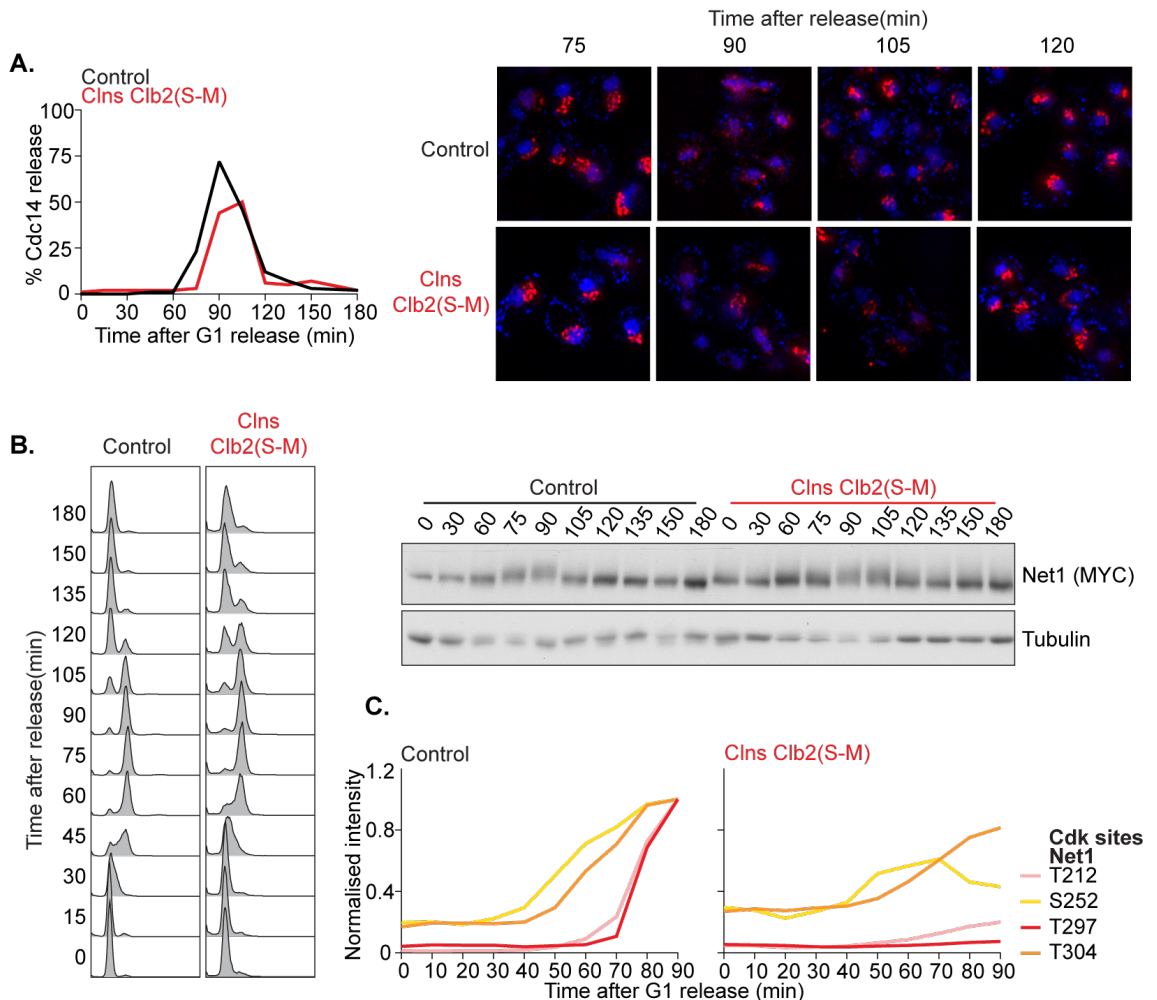 A.
Control
Clns Clb2(S-M)
100
75
50
25
0
% Cdc14 release
0 30 60 90 120 150 180
Time after G1 release (min)
Time after release(min)
75 90 105 120
Control
Clns
Clb2(S-M)
B.
Control
Clns
Clb2(S-M)
Time after release(min)
180
150
135
120
105
90
75
60
45
30
15
0
Control Clns Clb2(S-M)
0 30 60 75 90 105 120 135 150 180 0 30 60 75 90 105 120 135 150 180
Net1 (MYC)
Tubulin
C.
Control
Clns Clb2(S-M)
Normalised intensity
1.2
0.8
0.4
0
0 10 20 30 40 50 60 70 80 90
0 10 20 30 40 50 60 70 80 90
Time after G1 release (min)
Cdk sites
Net1
T212
S252
T297
T304